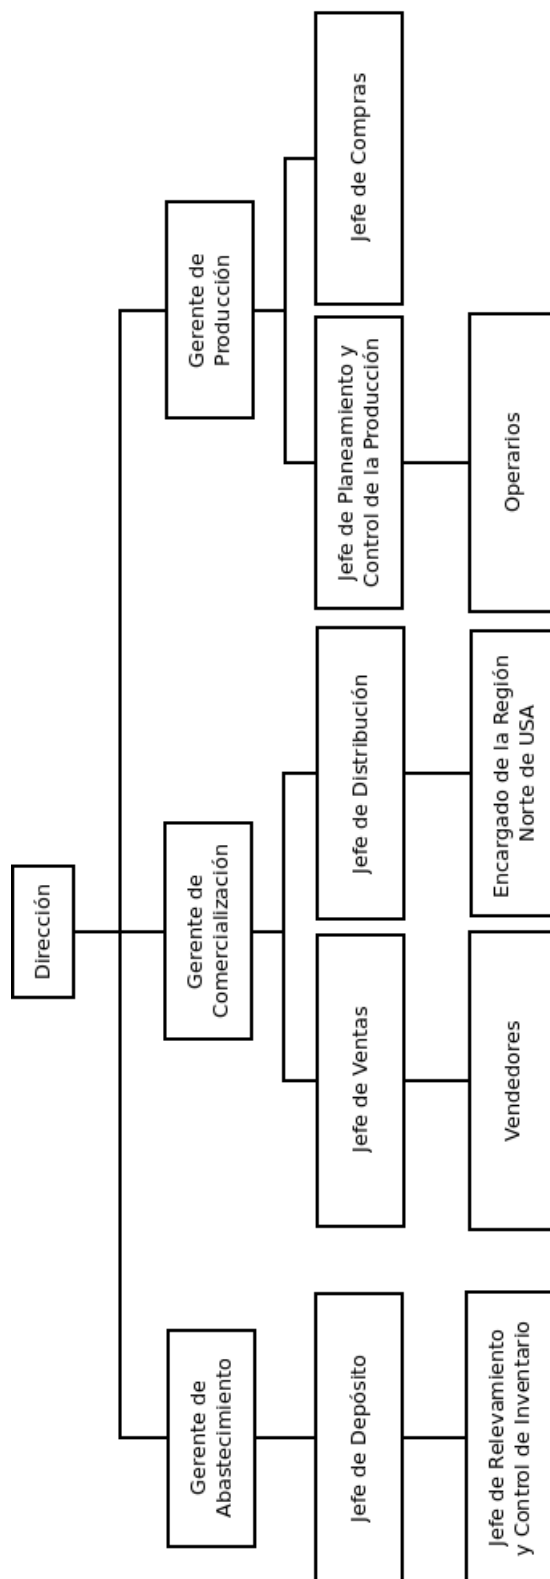 Dirección
Gerente de
Abastecimiento
Gerente de
Comercialización
Gerente de
Producción
Jefe de Depósito
Jefe de Ventas
Jefe de Distribución
Jefe de Planeamiento y
Control de la Producción
Jefe de Compras
Jefe de Relevamiento
y Control de Inventario
Vendedores
Encargado de la Región
Norte de USA
Operarios